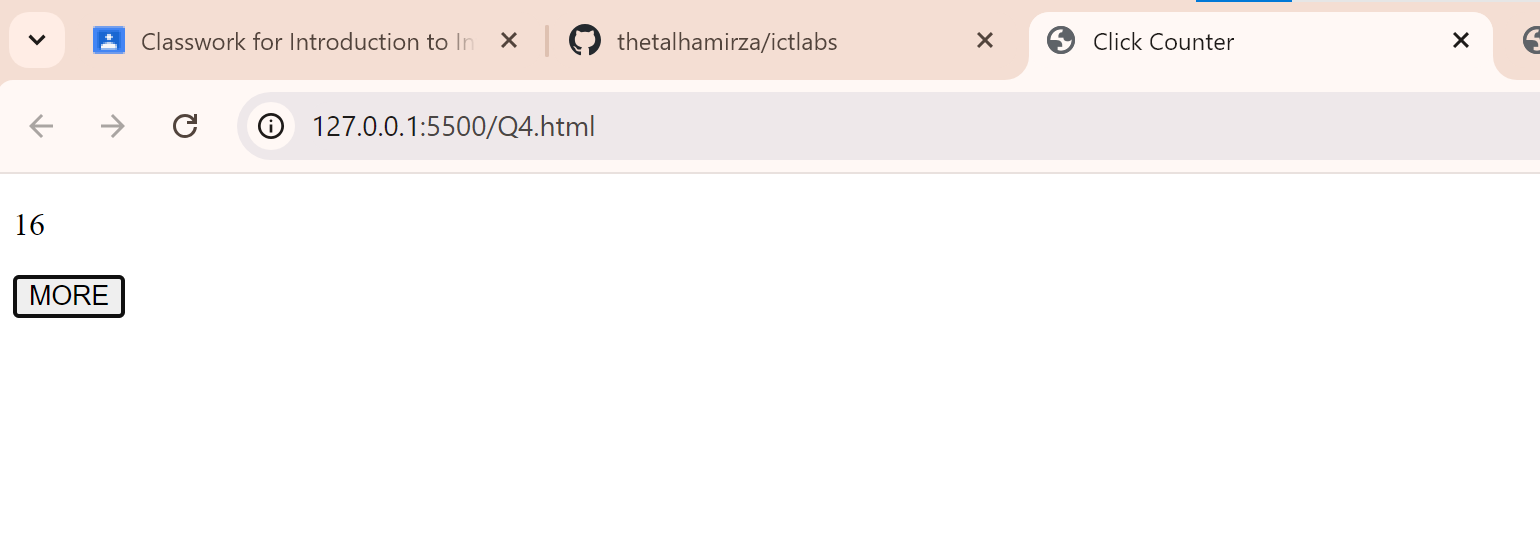 Classwork for Introduction to In
thetalhamirza/ictlabs
Click Counter
127.0.0.1:5500/Q4.html
16
MORE